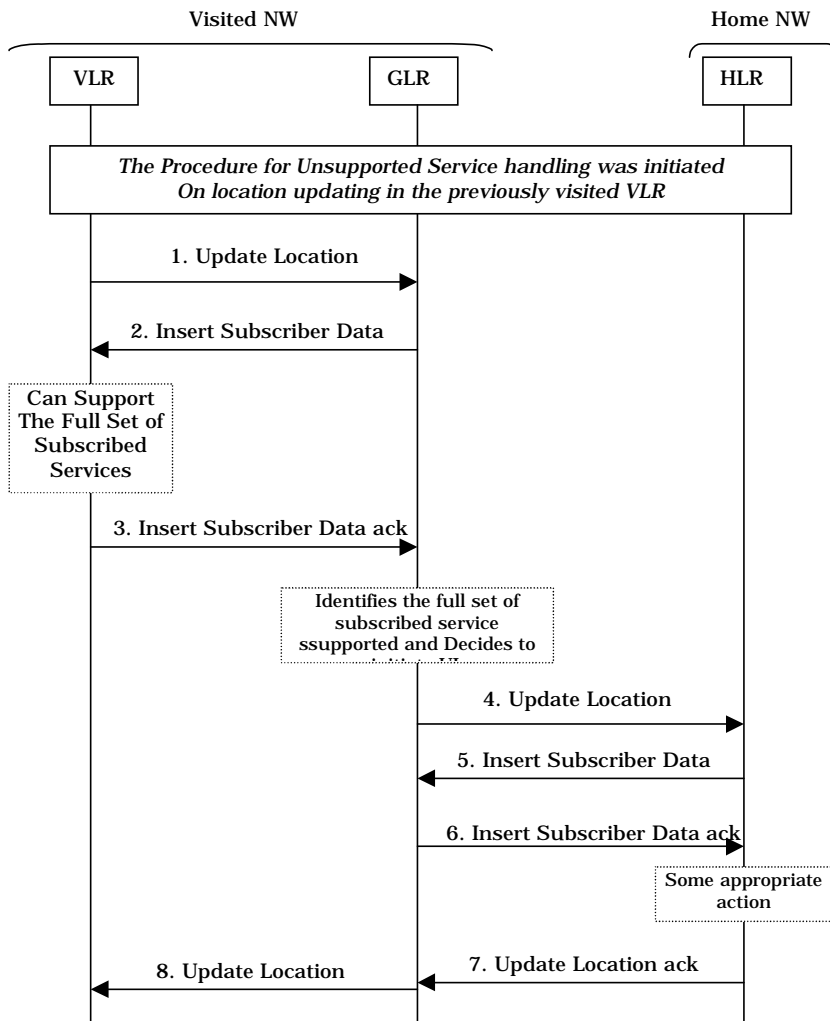 Visited NW
Home NW
VLR
GLR
HLR
The Procedure for Unsupported Service handling was initiated
On location updating in the previously visited VLR
1. Update Location
2. Insert Subscriber Data
Can Support
The Full Set of
Subscribed
Services
3. Insert Subscriber Data ack
Identifies the full set of
subscribed service
ssupported and Decides to
4. Update Location
5. Insert Subscriber Data
6. Insert Subscriber Data ack
Some appropriate
action
7. Update Location ack
8. Update Location